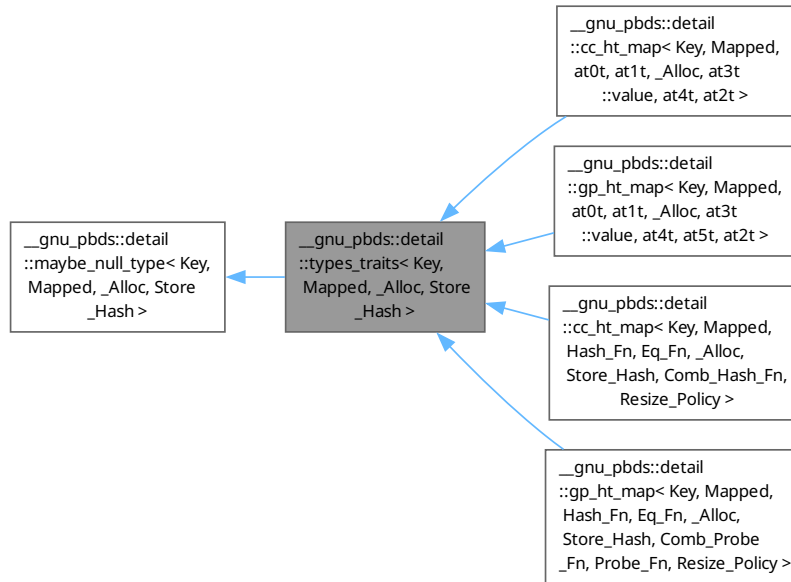 __gnu_pbds::detail
::maybe_null_type< Key,
Mapped, _Alloc, Store
_Hash >
__gnu_pbds::detail
::types_traits< Key,
Mapped, _Alloc, Store
_Hash >
__gnu_pbds::detail
::cc_ht_map< Key, Mapped,
at0t, at1t, _Alloc, at3t
::value, at4t, at2t >
__gnu_pbds::detail
::gp_ht_map< Key, Mapped,
at0t, at1t, _Alloc, at3t
::value, at4t, at5t, at2t >
__gnu_pbds::detail
::cc_ht_map< Key, Mapped,
Hash_Fn, Eq_Fn, _Alloc,
Store_Hash, Comb_Hash_Fn,
Resize_Policy >
__gnu_pbds::detail
::gp_ht_map< Key, Mapped,
Hash_Fn, Eq_Fn, _Alloc,
Store_Hash, Comb_Probe
_Fn, Probe_Fn, Resize_Policy >